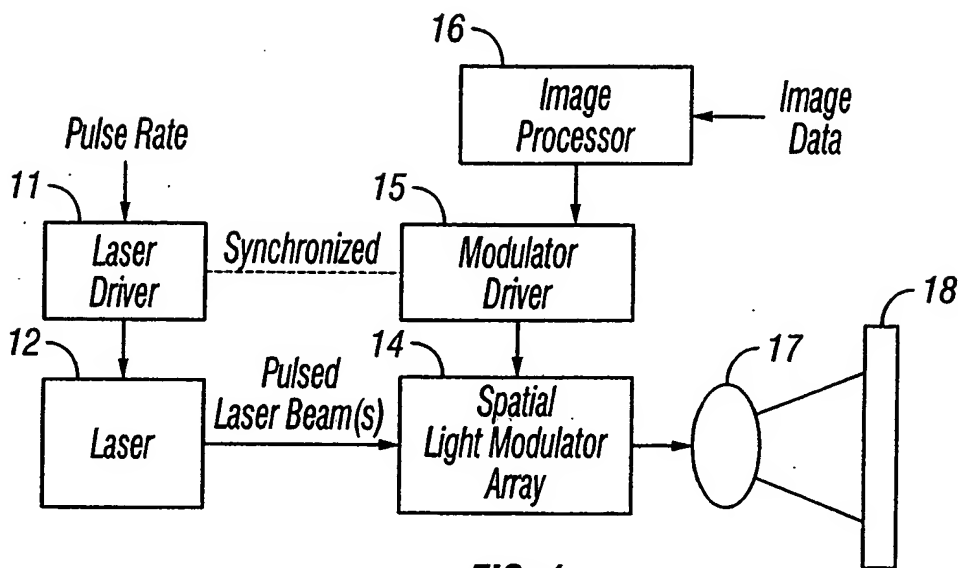 16
Image
Processor
Image
Data
Pulse Rate
11
Laser
Driver
Synchronized
15
Modulator
Driver
12
Laser
Pulsed
Laser Beam(s)
14
Spatial
Light Modulator
Array
17
18